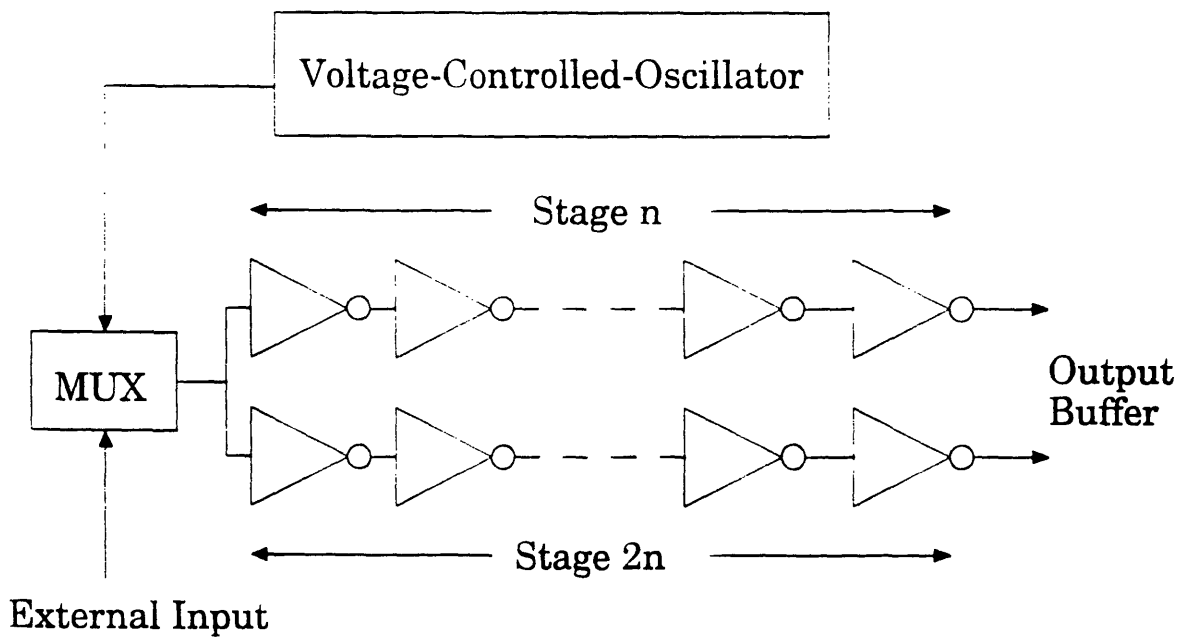 Voltage-Controlled-Oscillator
Stage n
MUX
Output
Buffer
Stage 2n
External Input